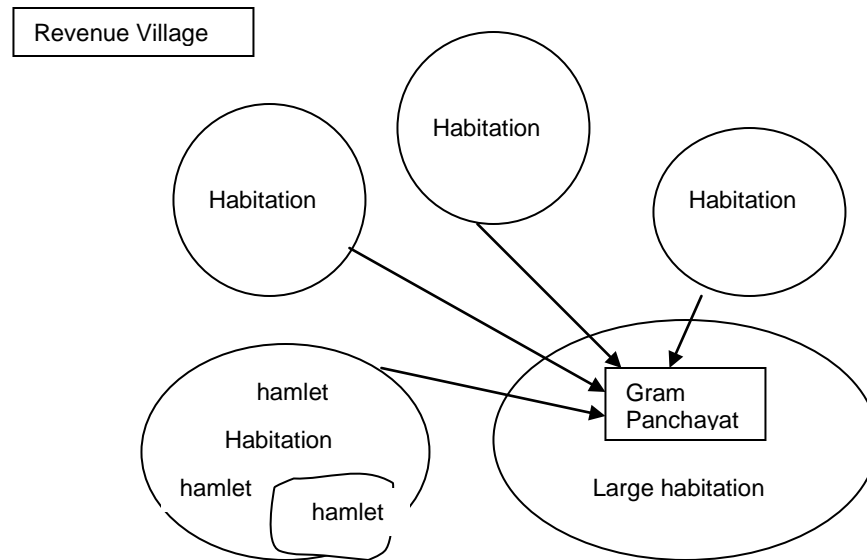 Revenue Village
Habitation
Habitation
Habitation
hamlet
Habitation
hamlet
hamlet
Gram
Panchayat
Large habitation